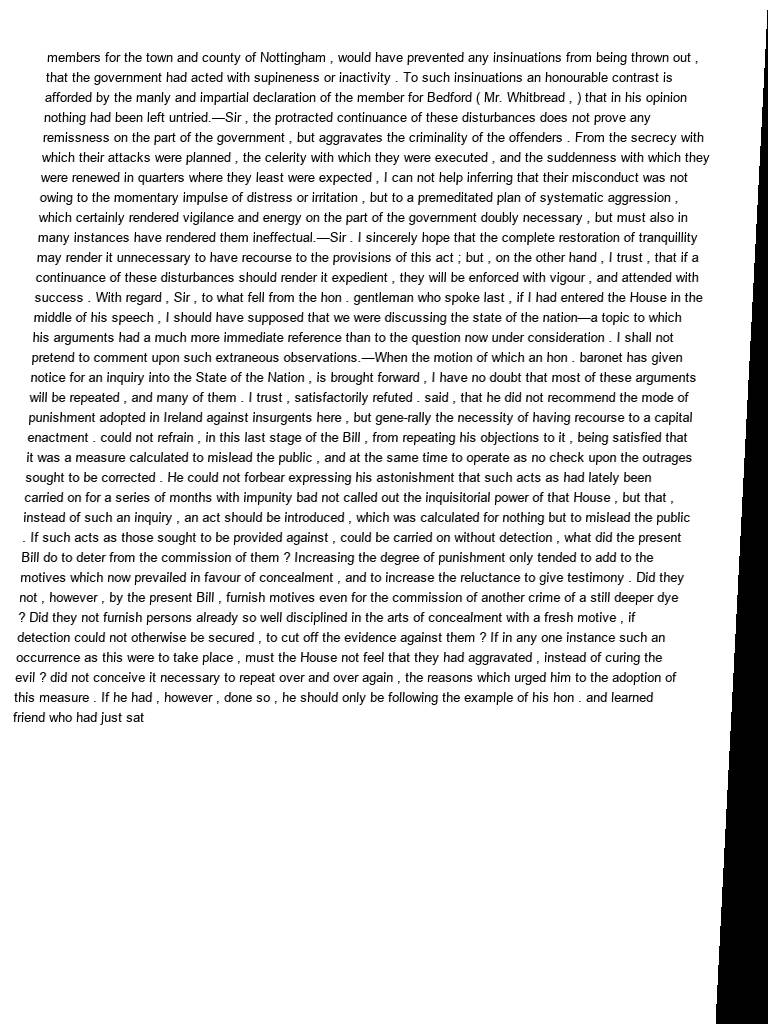 members for the town and county of Nottingham , would have prevented any insinuations from being thrown out ,
that the government had acted with supineness or inactivity . To such insinuations an honourable contrast is
afforded by the manly and impartial declaration of the member for Bedford ( Mr. Whitbread , ) that in his opinion
nothing had been left untried.—Sir , the protracted continuance of these disturbances does not prove any
remissness on the part of the government , but aggravates the criminality of the offenders . From the secrecy with
which their attacks were planned , the celerity with which they were executed , and the suddenness with which they
were renewed in quarters where they least were expected , I can not help inferring that their misconduct was not
owing to the momentary impulse of distress or irritation , but to a premeditated plan of systematic aggression ,
which certainly rendered vigilance and energy on the part of the government doubly necessary , but must also in
many instances have rendered them ineffectual.—Sir . I sincerely hope that the complete restoration of tranquillity
may render it unnecessary to have recourse to the provisions of this act ; but , on the other hand , I trust , that if a
continuance of these disturbances should render it expedient , they will be enforced with vigour , and attended with
success . With regard , Sir , to what fell from the hon . gentleman who spoke last , if I had entered the House in the
middle of his speech , I should have supposed that we were discussing the state of the nation—a topic to which
his arguments had a much more immediate reference than to the question now under consideration . I shall not
pretend to comment upon such extraneous observations.—When the motion of which an hon . baronet has given
notice for an inquiry into the State of the Nation , is brought forward , I have no doubt that most of these arguments
will be repeated , and many of them . I trust , satisfactorily refuted . said , that he did not recommend the mode of
punishment adopted in Ireland against insurgents here , but gene-rally the necessity of having recourse to a capital
enactment . could not refrain , in this last stage of the Bill , from repeating his objections to it , being satisfied that
it was a measure calculated to mislead the public , and at the same time to operate as no check upon the outrages
sought to be corrected . He could not forbear expressing his astonishment that such acts as had lately been
carried on for a series of months with impunity bad not called out the inquisitorial power of that House , but that ,
instead of such an inquiry , an act should be introduced , which was calculated for nothing but to mislead the public
. If such acts as those sought to be provided against , could be carried on without detection , what did the present
Bill do to deter from the commission of them ? Increasing the degree of punishment only tended to add to the
motives which now prevailed in favour of concealment , and to increase the reluctance to give testimony . Did they
not , however , by the present Bill , furnish motives even for the commission of another crime of a still deeper dye
? Did they not furnish persons already so well disciplined in the arts of concealment with a fresh motive , if
detection could not otherwise be secured , to cut off the evidence against them ? If in any one instance such an
occurrence as this were to take place , must the House not feel that they had aggravated , instead of curing the
evil ? did not conceive it necessary to repeat over and over again , the reasons which urged him to the adoption of
this measure . If he had , however , done so , he should only be following the example of his hon . and learned
friend who had just sat